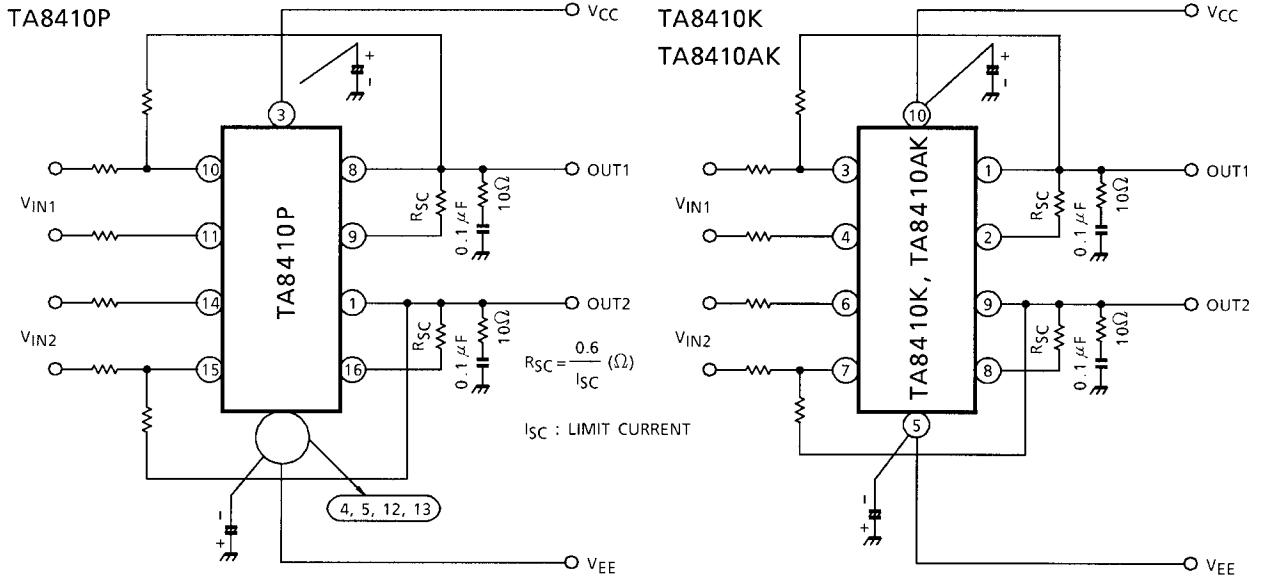 TA8410P
VCC
+
-
3
10
8
OUT1
VIN1
RSC
0.1 μF
10Ω
11
9
TA8410P
14
1
OUT2
VIN2
RSC
0.1 μF
10Ω
15
16
RSC = 0.6 / ISC (Ω)
ISC : LIMIT CURRENT
4, 5, 12, 13
-
+
VEE
TA8410K
TA8410AK
VCC
+
-
10
3
1
OUT1
VIN1
RSC
0.1 μF
10Ω
4
2
TA8410K, TA8410AK
6
9
OUT2
VIN2
RSC
0.1 μF
10Ω
7
8
5
-
+
VEE